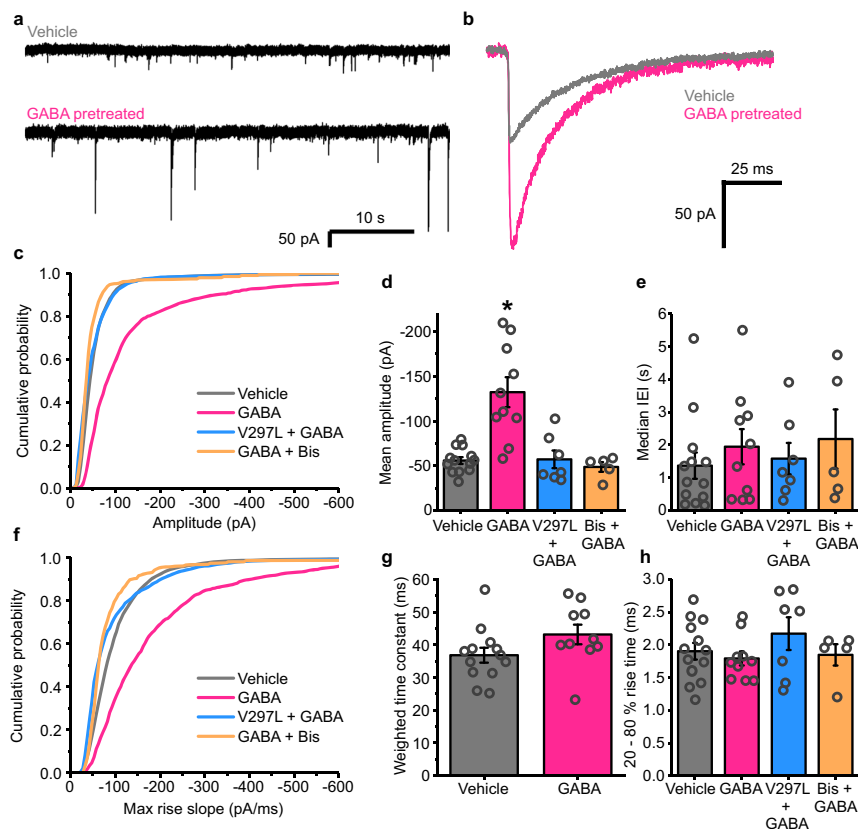 a
Vehicle
GABA pretreated
10 s
50 pA
b
Vehicle
GABA pretreated
25 ms
50 pA
c
1.0
0.8
0.6
0.4
0.2
0.0
Cumulative probability
Vehicle
GABA
V297L + GABA
GABA + Bis
0 -100 -200 -300 -400 -500 -600
Amplitude (pA)
d
*
-200
-150
-100
-50
0
Mean amplitude (pA)
Vehicle GABA V297L + GABA Bis + GABA
e
6
5
4
3
2
1
0
Median IEI (s)
Vehicle GABA V297L + GABA Bis + GABA
f
1.0
0.8
0.6
0.4
0.2
0.0
Cumulative probability
Vehicle
GABA
V297L + GABA
GABA + Bis
0 -100 -200 -300 -400 -500 -600
Max rise slope (pA/ms)
g
60
50
40
30
20
10
0
Weighted time constant (ms)
Vehicle GABA
h
3.0
2.5
2.0
1.5
1.0
0.5
0.0
20 - 80 % rise time (ms)
Vehicle GABA V297L + GABA Bis + GABA